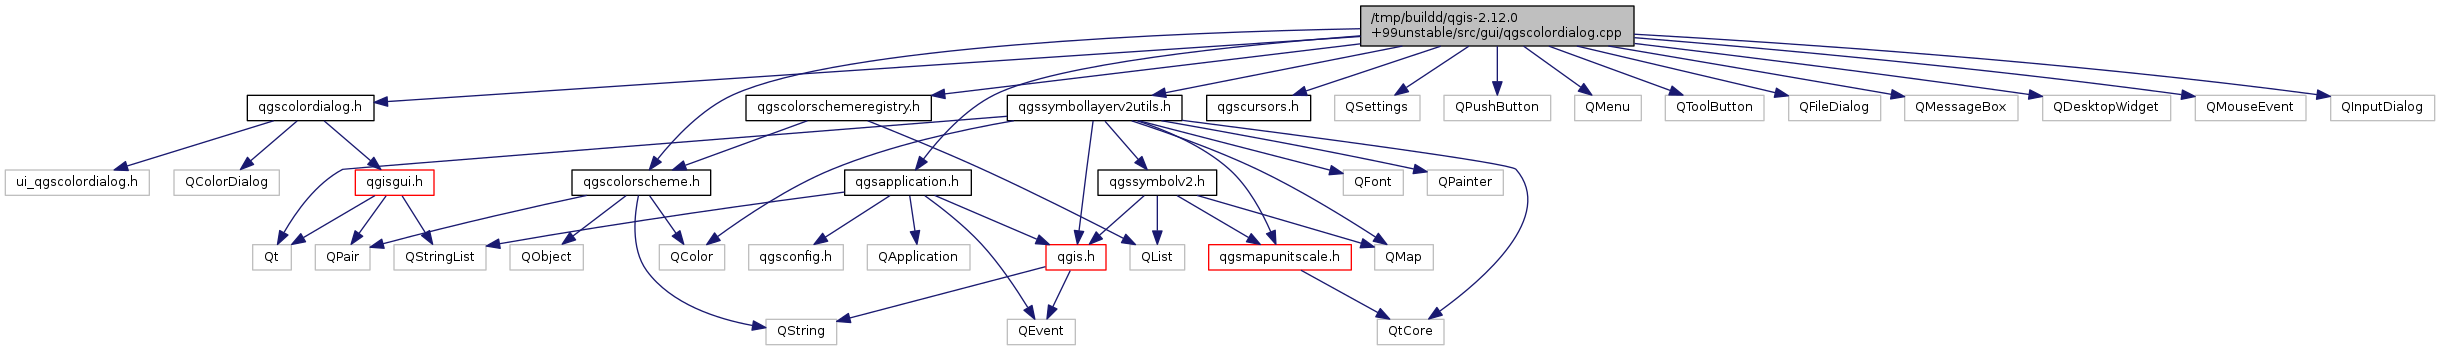 /tmp/buildd/qgis-2.12.0
+99unstable/src/gui/qgscolordialog.cpp
qgscolordialog.h
qgscolorschemeregistry.h
qgssymbollayerv2utils.h
qgscursors.h
QSettings
QPushButton
QMenu
QToolButton
QFileDialog
QMessageBox
QDesktopWidget
QMouseEvent
QInputDialog
ui_qgscolordialog.h
QColorDialog
qgisgui.h
qgscolorscheme.h
qgsapplication.h
qgssymbolv2.h
QFont
QPainter
Qt
QPair
QStringList
QObject
QColor
qgsconfig.h
QApplication
qgis.h
QList
qgsmapunitscale.h
QMap
QString
QEvent
QtCore